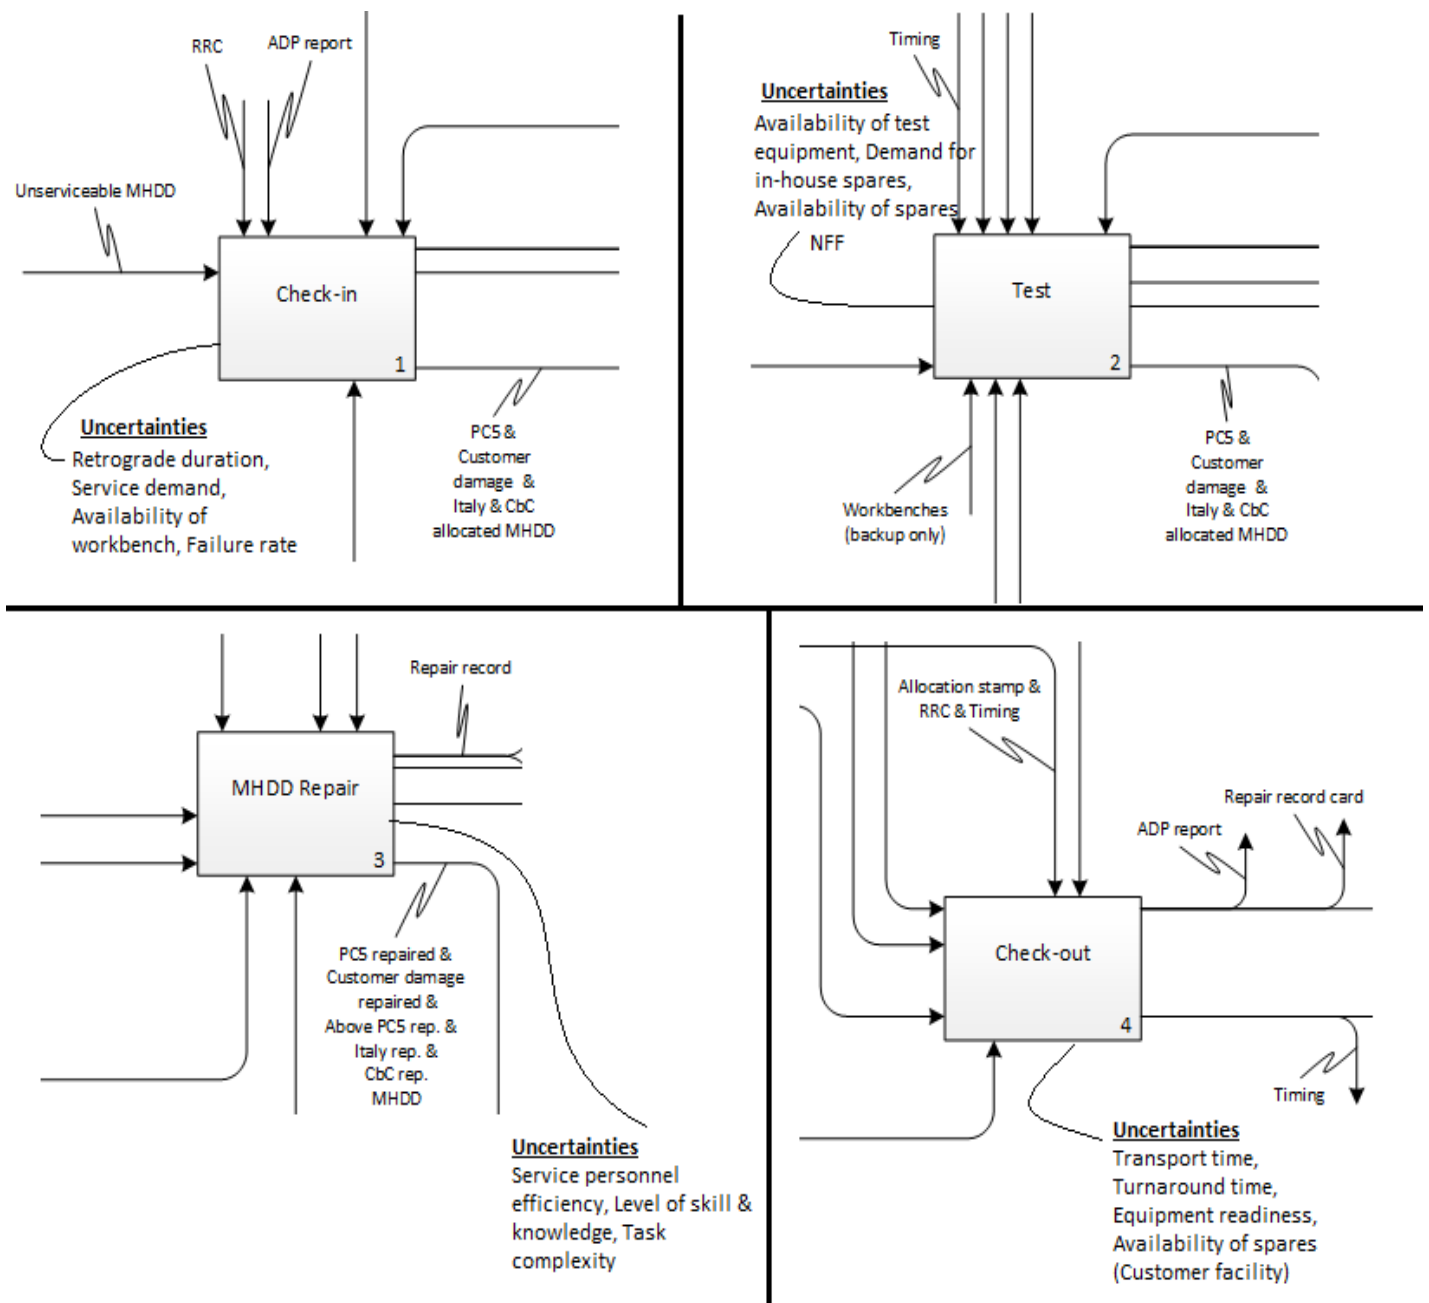 RRC
ADP report
Unserviceable MHDD
Check-in
1
Uncertainties
Retrograde duration,
Service demand,
Availability of
workbench, Failure rate
PC5 &
Customer
damage &
Italy & CbC
allocated MHDD
Timing
Uncertainties
Availability of test
equipment, Demand for
in-house spares,
Availability of spares
NFF
Test
2
Workbenches
(backup only)
PC5 &
Customer
damage &
Italy & CbC
allocated MHDD
Repair record
MHDD Repair
3
PC5 repaired &
Customer damage
repaired &
Above PC5 rep. &
Italy rep. &
CbC rep.
MHDD
Uncertainties
Service personnel
efficiency, Level of skill &
knowledge, Task
complexity
Allocation stamp &
RRC & Timing
Repair record card
ADP report
Check-out
4
Timing
Uncertainties
Transport time,
Turnaround time,
Equipment readiness,
Availability of spares
(Customer facility)